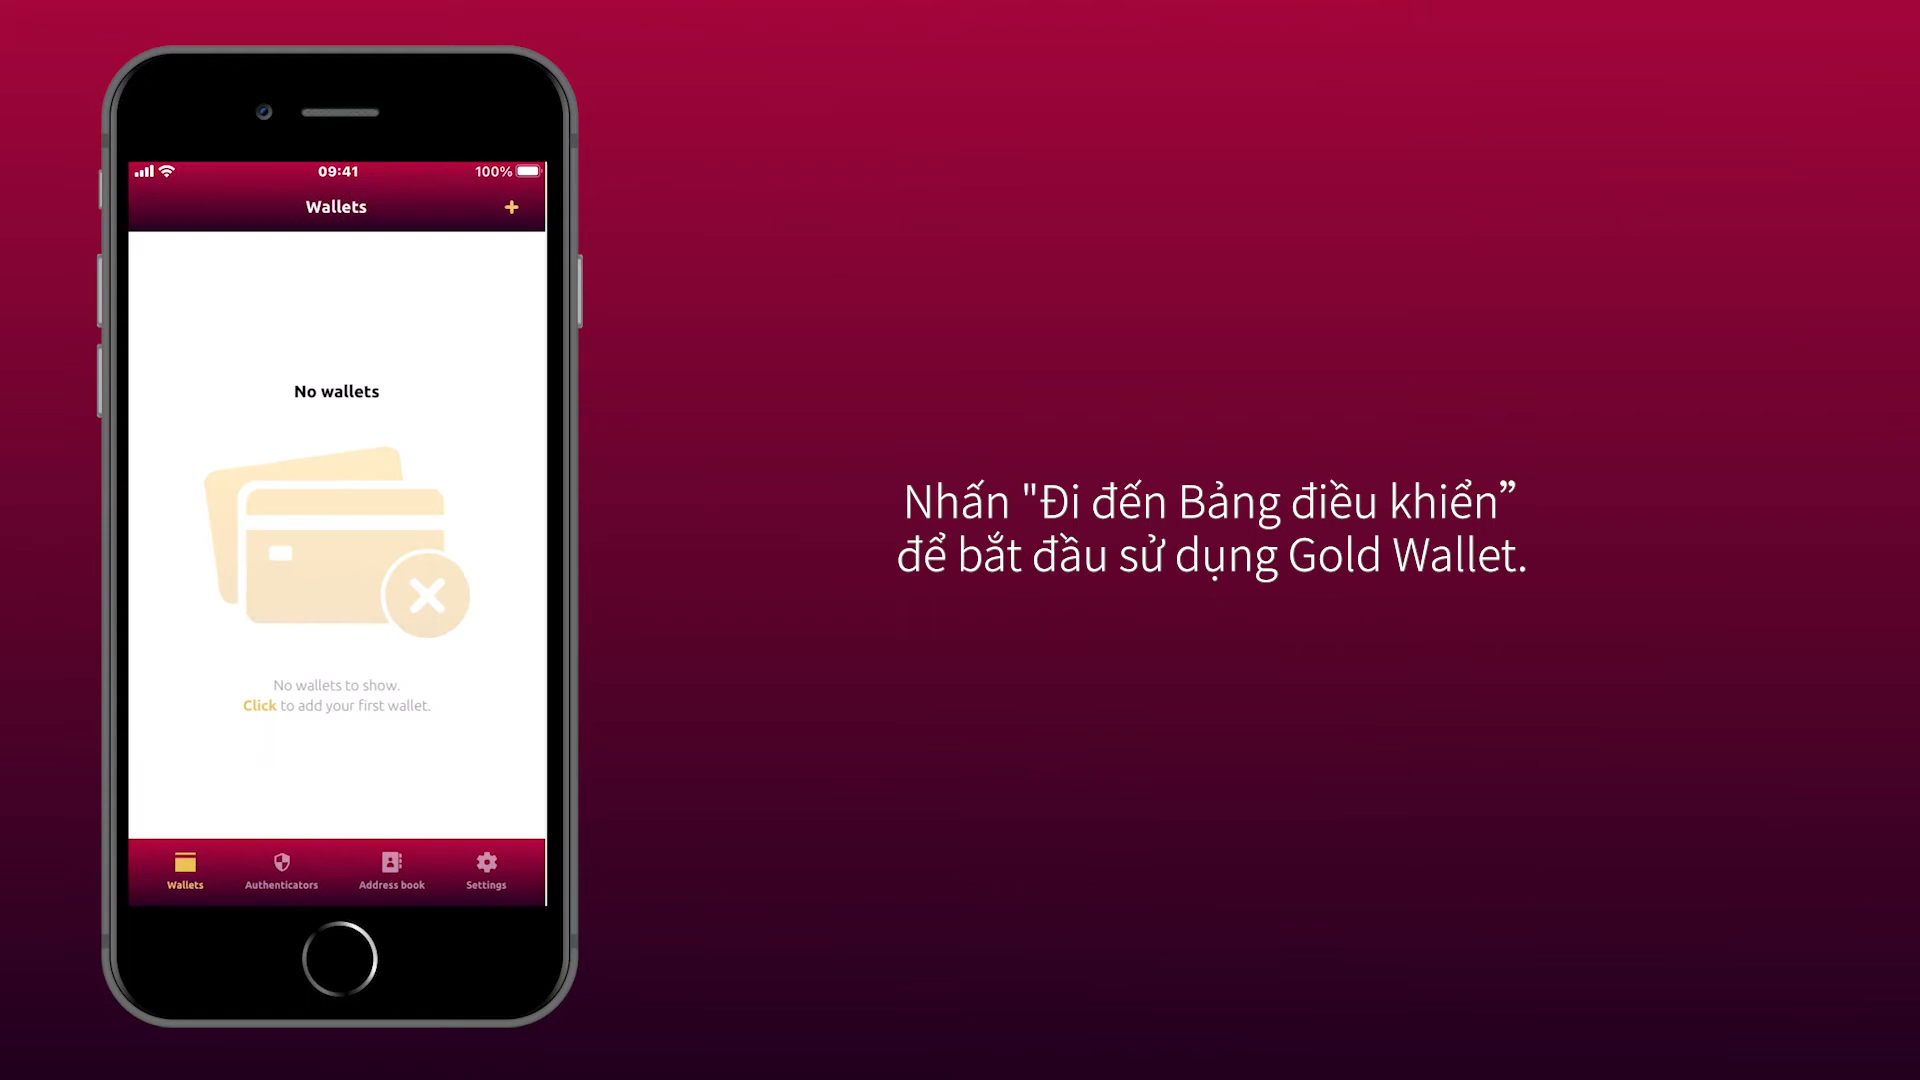 09:41
100%
Wallets
+
No wallets
No wallets to show.
Click to add your first wallet.
Wallets
Authenticators
Address book
Settings
Nhấn "Đi đến Bảng điều khiển”
để bắt đầu sử dụng Gold Wallet.